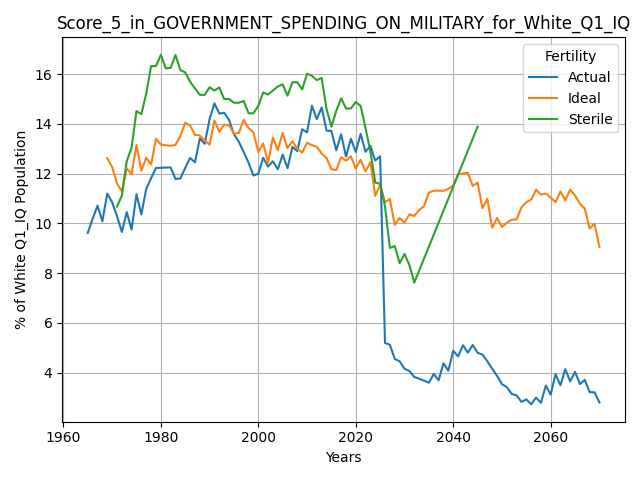 Score_5_in_GOVERNMENT_SPENDING_ON_MILITARY_for_White_Q1_IQ
Fertility
Actual
Ideal
Sterile
% of White Q1_IQ Population
16
14
12
10
8
6
4
1960
1980
2000
2020
2040
2060
Years